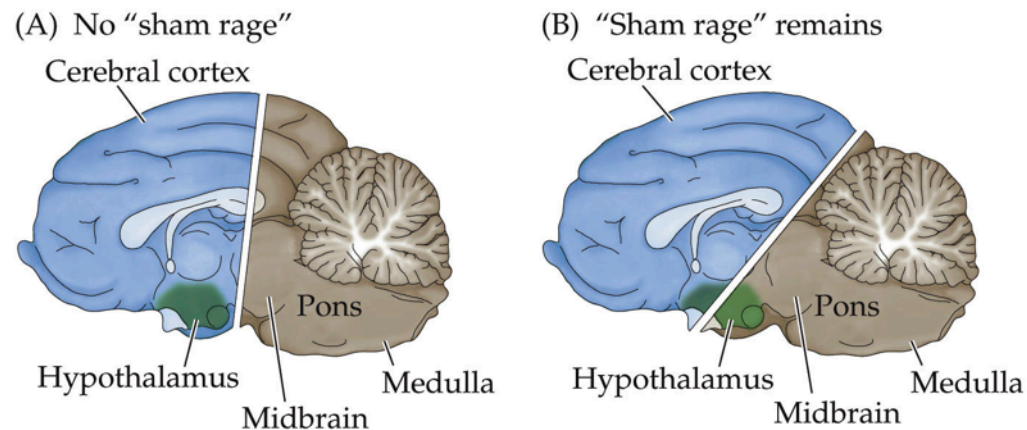 (A) No “sham rage”
Cerebral cortex
Pons
Hypothalamus
Midbrain
Medulla
(B) “Sham rage” remains
Cerebral cortex
Pons
Hypothalamus
Midbrain
Medulla